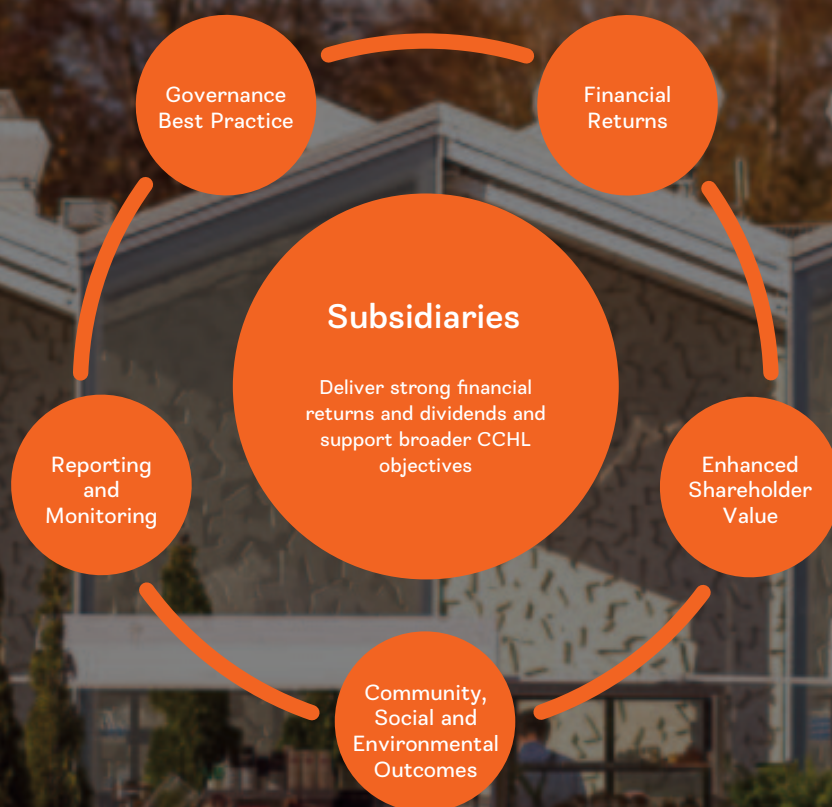 Governance
Best Practice
Financial
Returns
Subsidiaries
Deliver strong financial
returns and dividends and
support broader CCHL
objectives
Reporting
and
Monitoring
Enhanced
Shareholder
Value
Community,
Social and
Environmental
Outcomes